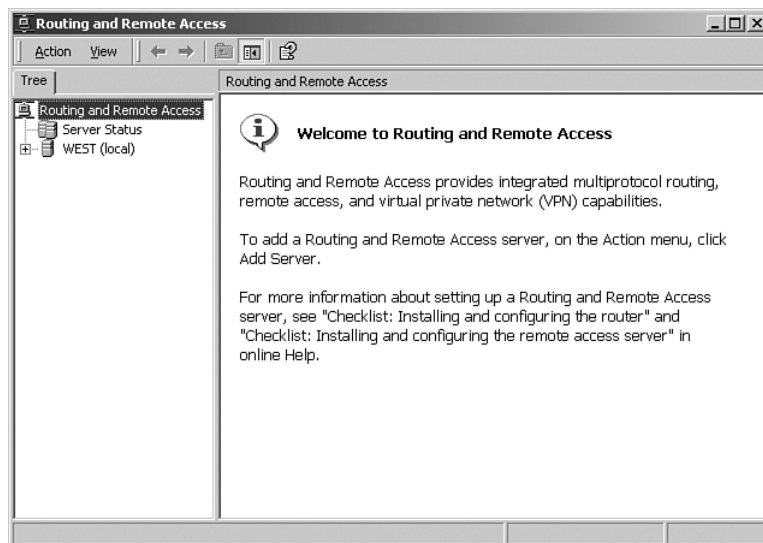 Routing and Remote Access
Action View
Tree
Routing and Remote Access
Routing and Remote Access
Server Status
WEST (local)
Welcome to Routing and Remote Access
Routing and Remote Access provides integrated multiprotocol routing,
remote access, and virtual private network (VPN) capabilities.
To add a Routing and Remote Access server, on the Action menu, click
Add Server.
For more information about setting up a Routing and Remote Access
server, see "Checklist: Installing and configuring the router" and
"Checklist: Installing and configuring the remote access server" in
online Help.